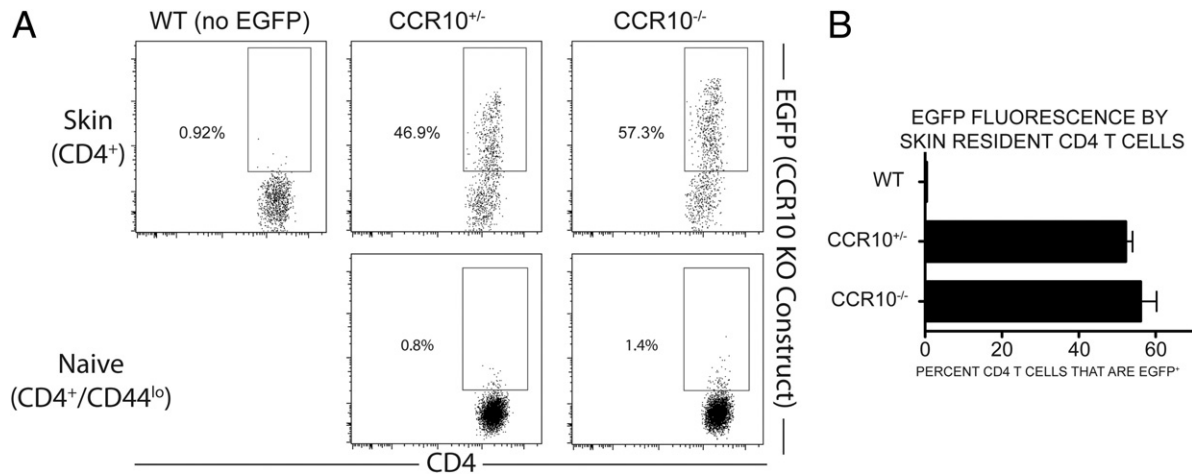 A
WT (no EGFP)
CCR10+/-
CCR10-/-
B
Skin
(CD4+)
0.92%
46.9%
57.3%
EGFP (CCR10 KO Construct)
Naive
(CD4+/CD44lo)
0.8%
1.4%
CD4
EGFP FLUORESCENCE BY
SKIN RESIDENT CD4 T CELLS
WT
CCR10+/-
CCR10-/-
0 20 40 60
PERCENT CD4 T CELLS THAT ARE EGFP+